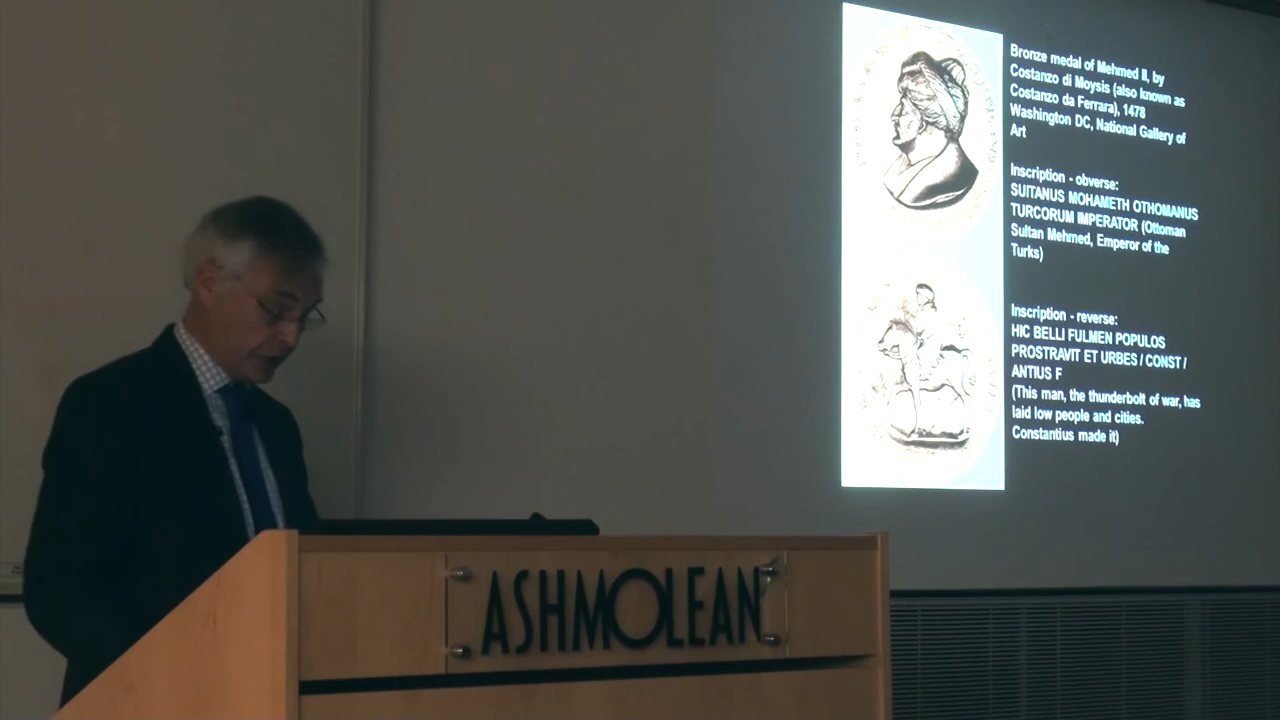 Bronze medal of Mehmed II, by
Costanzo di Moysis (also known as
Costanzo da Ferrara), 1478
Washington DC, National Gallery of
Art
Inscription - obverse:
SUITANUS MOHAMETH OTHOMANUS
TURCORUM IMPERATOR (Ottoman
Sultan Mehmed, Emperor of the
Turks)
Inscription - reverse:
HIC BELLI FULMEN POPULOS
PROSTRAVIT ET URBES / CONST /
ANTIUS F
(This man, the thunderbolt of war, has
laid low people and cities.
Constantius made it)
ASHMOLEAN